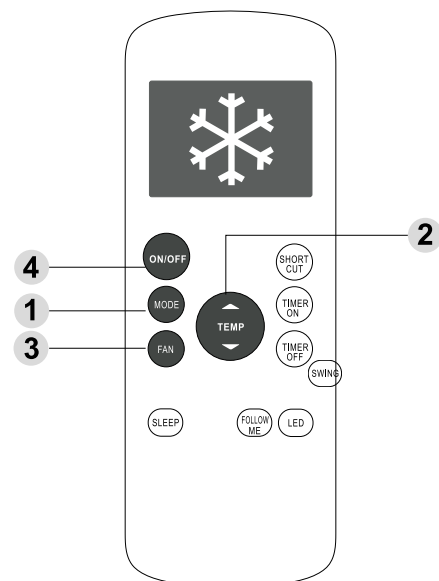 2
ON/OFF
SHORT
CUT
4
MODE
1
TEMP
TIMER
ON
FAN
3
TIMER
OFF
SWING
SLEEP
FOLLOW
ME
LED